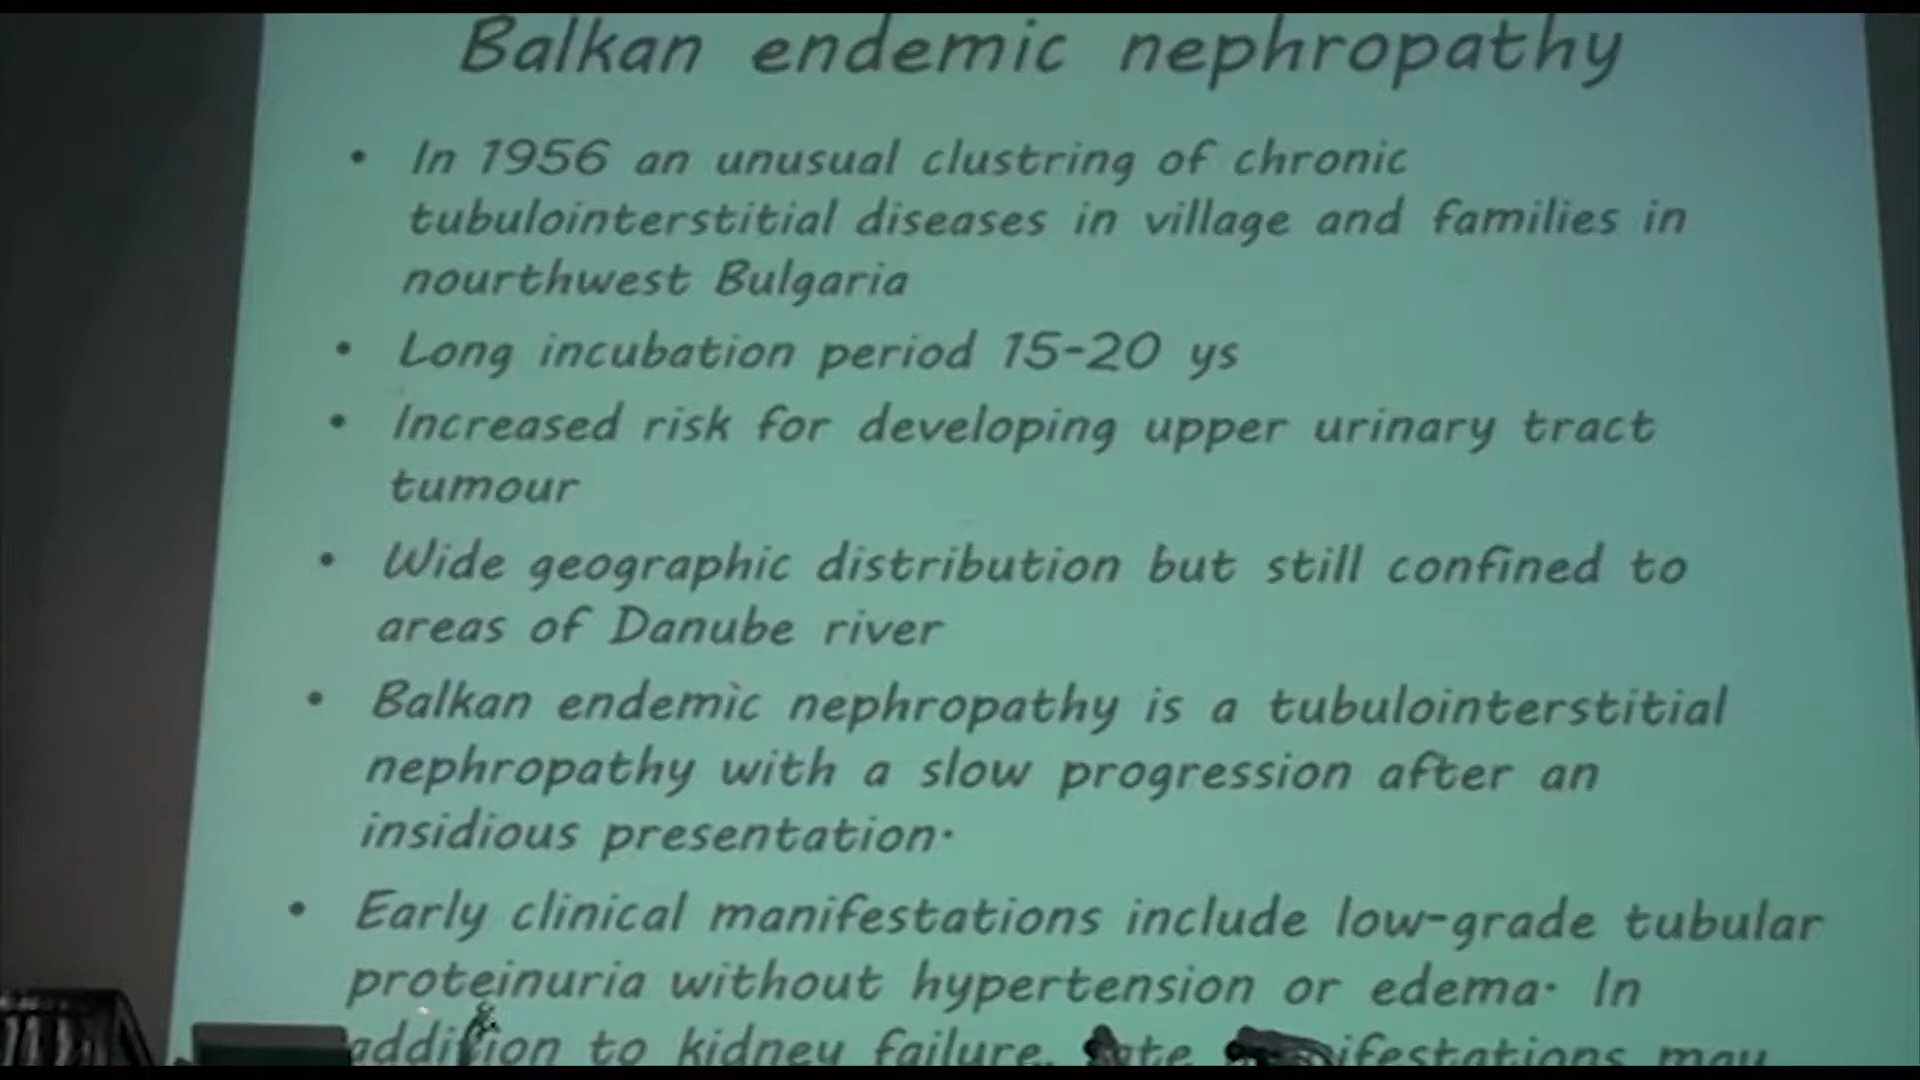 Balkan endemic nephropathy
• In 1956 an unusual clustring of chronic
tubulointerstitial diseases in village and families in
nourthwest Bulgaria
• Long incubation period 15-20 ys
• Increased risk for developing upper urinary tract
tumour
• Wide geographic distribution but still confined to
areas of Danube river
• Balkan endemic nephropathy is a tubulointerstitial
nephropathy with a slow progression after an
insidious presentation·
• Early clinical manifestations include low-grade tubular
proteinuria without hypertension or edema· In
addition to kidney failure, may